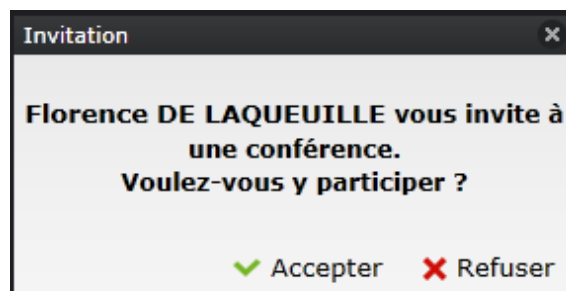 Invitation
Florence DE LAQUEUILLE vous invite à
une conférence.
Voulez-vous y participer ?
Accepter Refuser